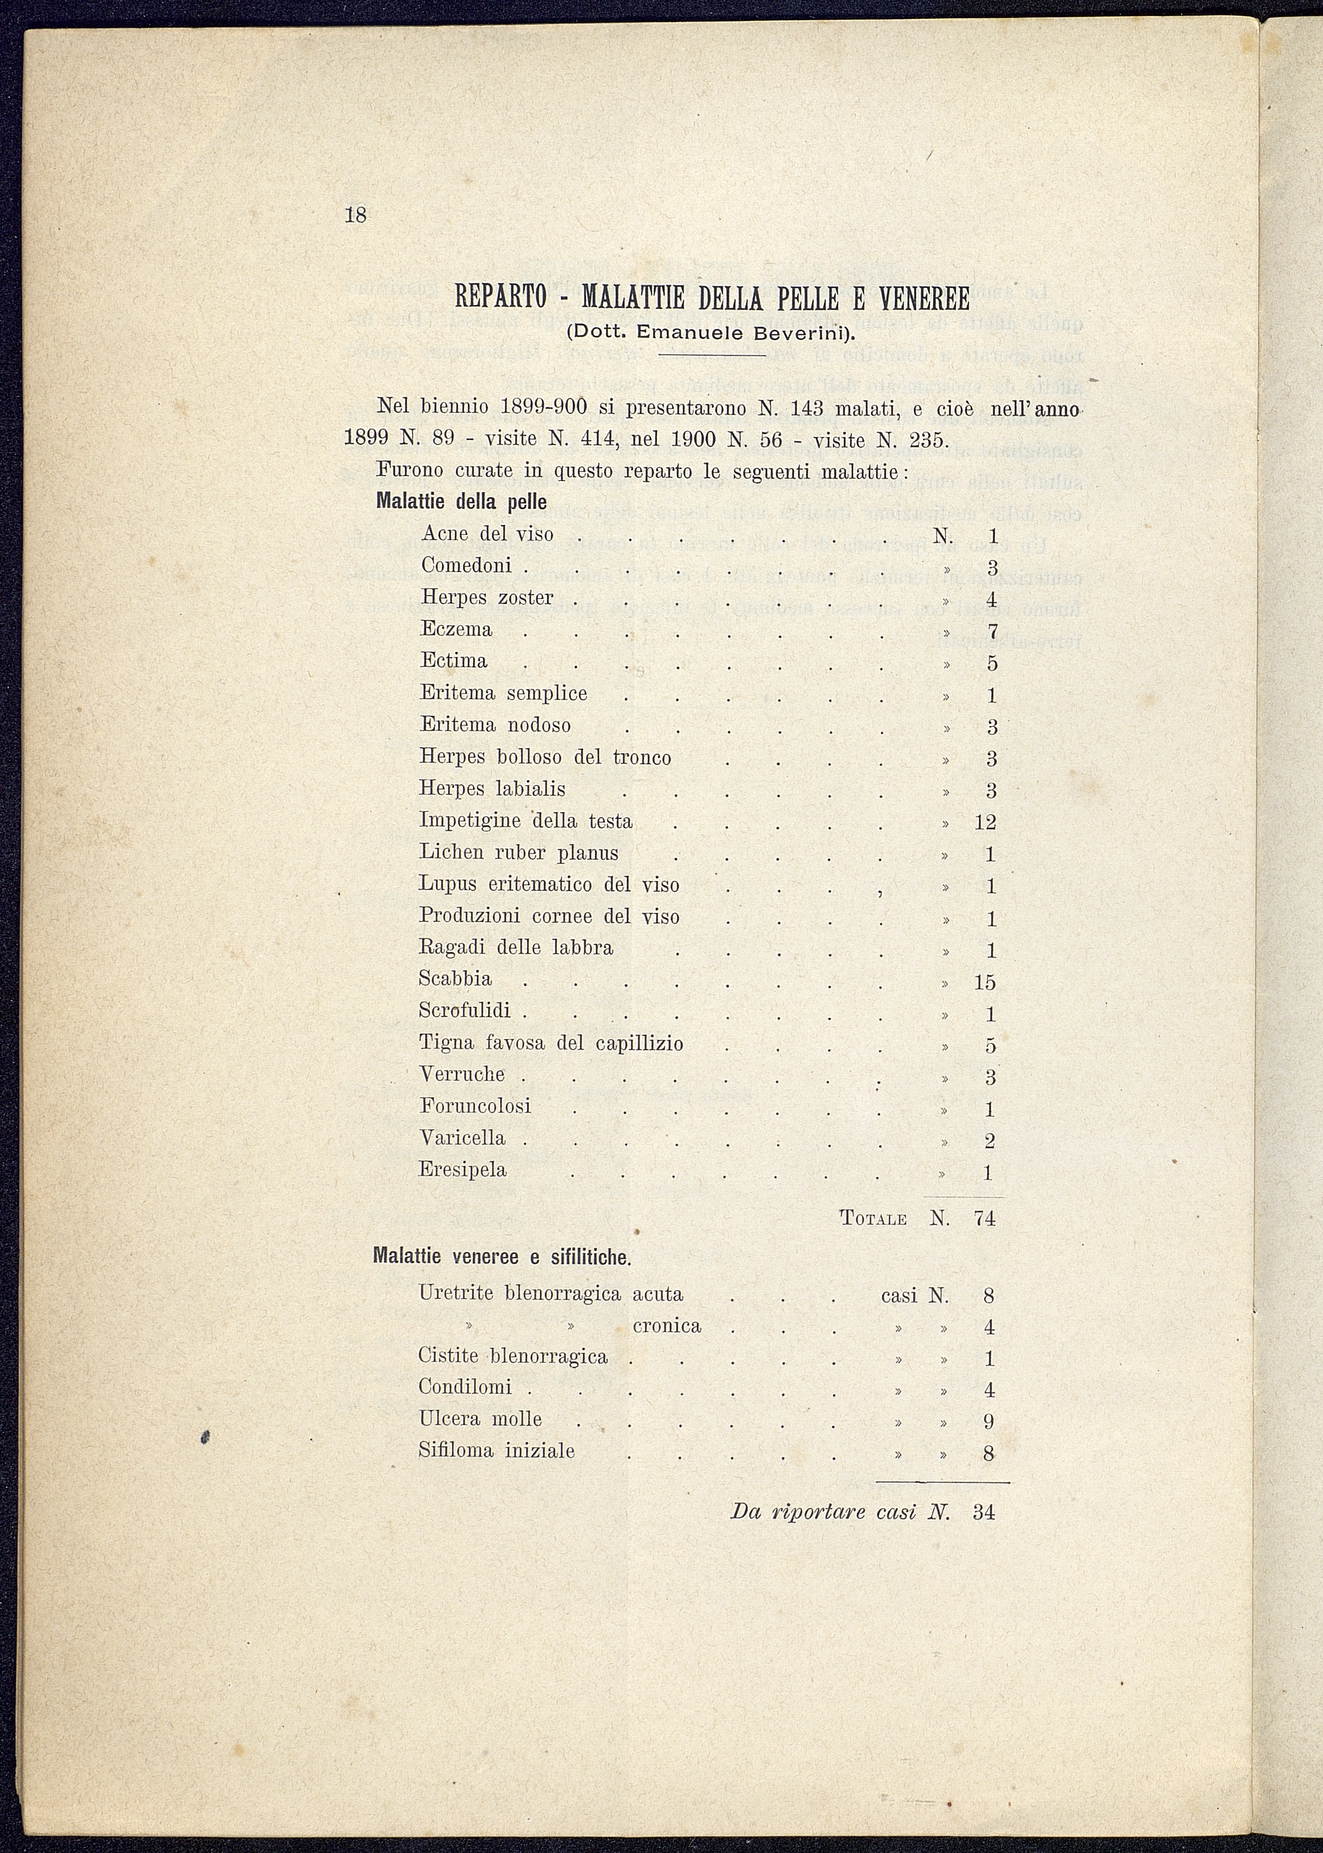 18
REPARTO - MALATTIE DELLA PELLE E VENEREE
(Dott. Emanuele Beverini).
Nel biennio 1899-900 si presentarono N. 143 malati, e cioè nell'anno
1899 N. 89 - visite N. 414, nel 1900 N. 56 - visite N. 235.
Furono curate in questo reparto le seguenti malattie:
Malattie della pelle
Acne del viso . . . . . . . N. 1
Comedoni . . . . . . . » 3
Herpes zoster . . . . . . . » 4
Eczema . . . . . . . . » 7
Ectima . . . . . . . . » 5
Eritema semplice . . . . . . » 1
Eritema nodoso . . . . . . » 3
Herpes bolloso del tronco . . . . » 3
Herpes labialis . . . . . . » 3
Impetigine della testa . . . . . » 12
Lichen ruber planus . . . . . » 1
Lupus eritematico del viso . . . , » 1
Produzioni cornee del viso . . . . » 1
Ragadi delle labbra . . . . . » 1
Scabbia . . . . . . . . » 15
Scrofulidi . . . . . . . . » 1
Tigna favosa del capillizio . . . . » 5
Verruche . . . . . . . . » 3
Foruncolosi . . . . . . . » 1
Varicella . . . . . . . . » 2
Eresipela . . . . . . . » 1
TOTALE N. 74
Malattie veneree e sifilitiche.
Uretrite blenorragica acuta . . . casi N. 8
» » cronica . . . » » 4
Cistite blenorragica . . . . . » » 1
Condilomi . . . . . . . » » 4
Ulcera molle . . . . . . » » 9
Sifiloma iniziale . . . . . » » 8
Da riportare casi N. 34